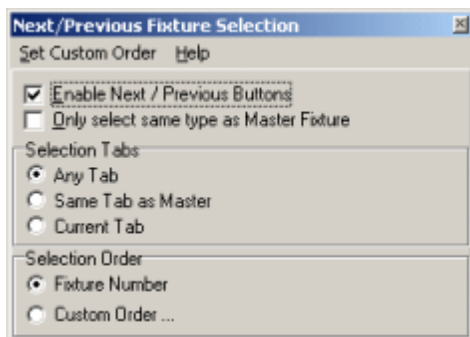 Next/Previous Fixture Selection
Set Custom Order Help
Enable Next / Previous Buttons
Only select same type as Master Fixture
Selection Tabs
Any Tab
Same Tab as Master
Current Tab
Selection Order
Fixture Number
Custom Order ...